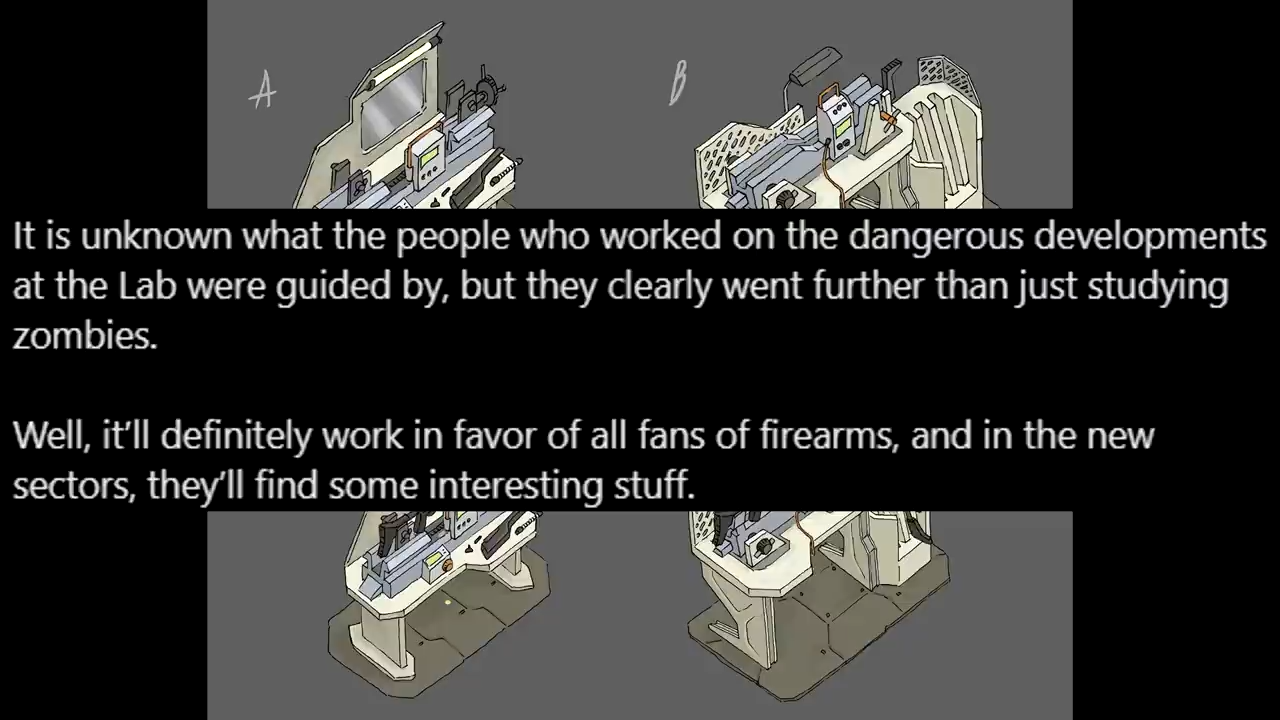 A
B
It is unknown what the people who worked on the dangerous developments
at the Lab were guided by, but they clearly went further than just studying
zombies.
Well, it'll definitely work in favor of all fans of firearms, and in the new
sectors, they'll find some interesting stuff.